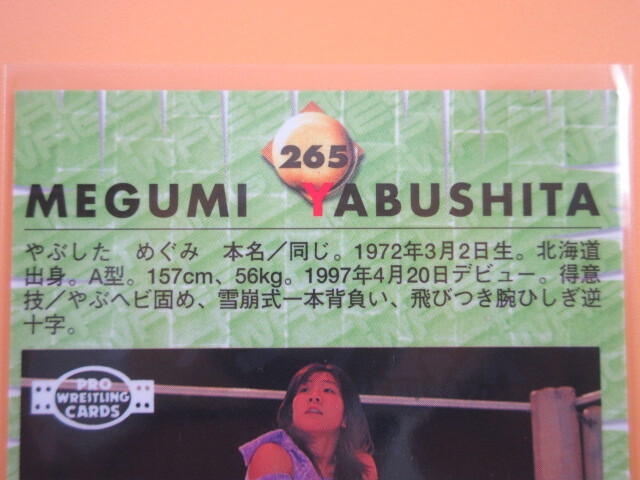 265
MEGUMI YABUSHITA
やぶした めぐみ 本名／同じ。1972年3月2日生。北海道
出身。A型。157cm、56kg。1997年4月20日デビュー。得意
技／やぶヘビ固め、雪崩式一本背負い、飛びつき腕ひしぎ逆
十字。
PRO
WRESTLING
CARDS